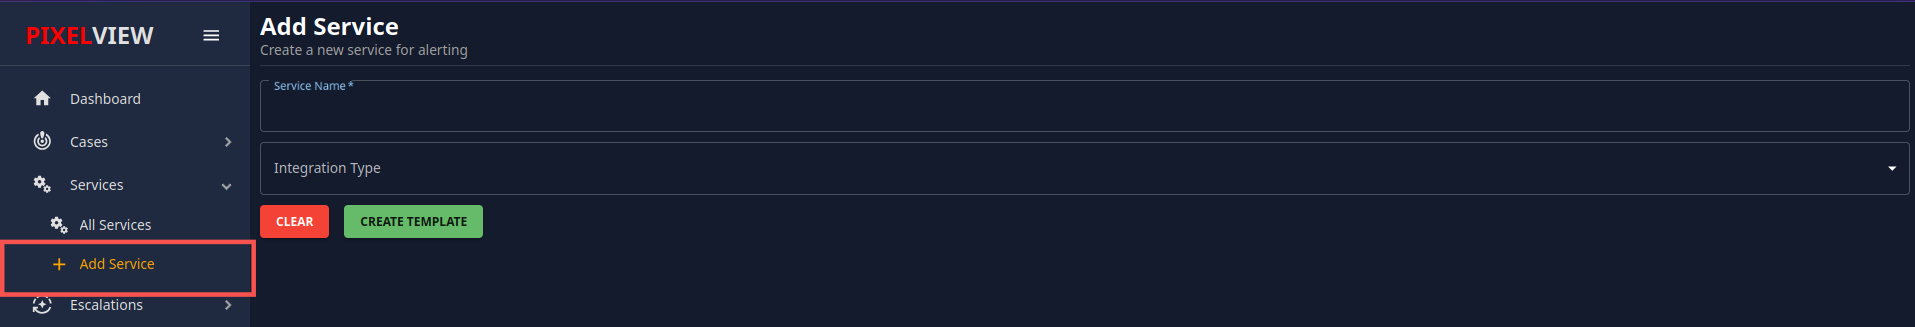 PIXELVIEW
Dashboard
Cases
Services
All Services
Add Service
Escalations
Add Service
Create a new service for alerting
Service Name *
Integration Type
CLEAR
CREATE TEMPLATE